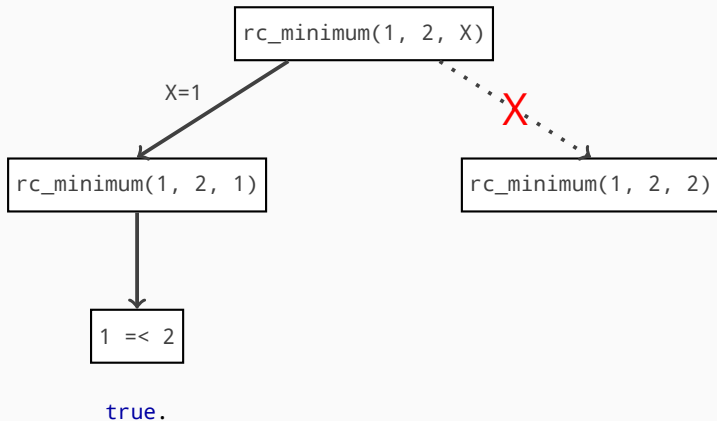 rc_minimum(1, 2, X)
X=1
X
rc_minimum(1, 2, 1)
rc_minimum(1, 2, 2)
1 =< 2
true.